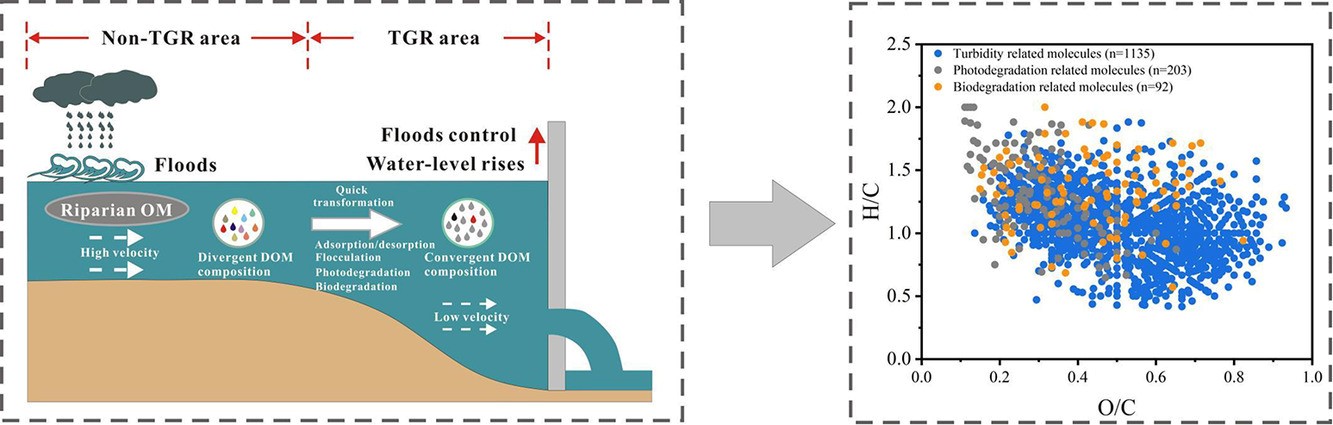 Non-TGR area
TGR area
Floods control
Water-level rises
Floods
Riparian OM
High velocity
Divergent DOM
composition
Quick
transformation
Adsorption/desorption
Flocculation
Photodegradation
Biodegradation
Convergent DOM
composition
Low velocity
2.5
2.0
1.5
1.0
0.5
0.0
H/C
Turbidity related molecules (n=1135)
Photodegradation related molecules (n=203)
Biodegradation related molecules (n=92)
0.0 0.2 0.4 0.6 0.8 1.0
O/C